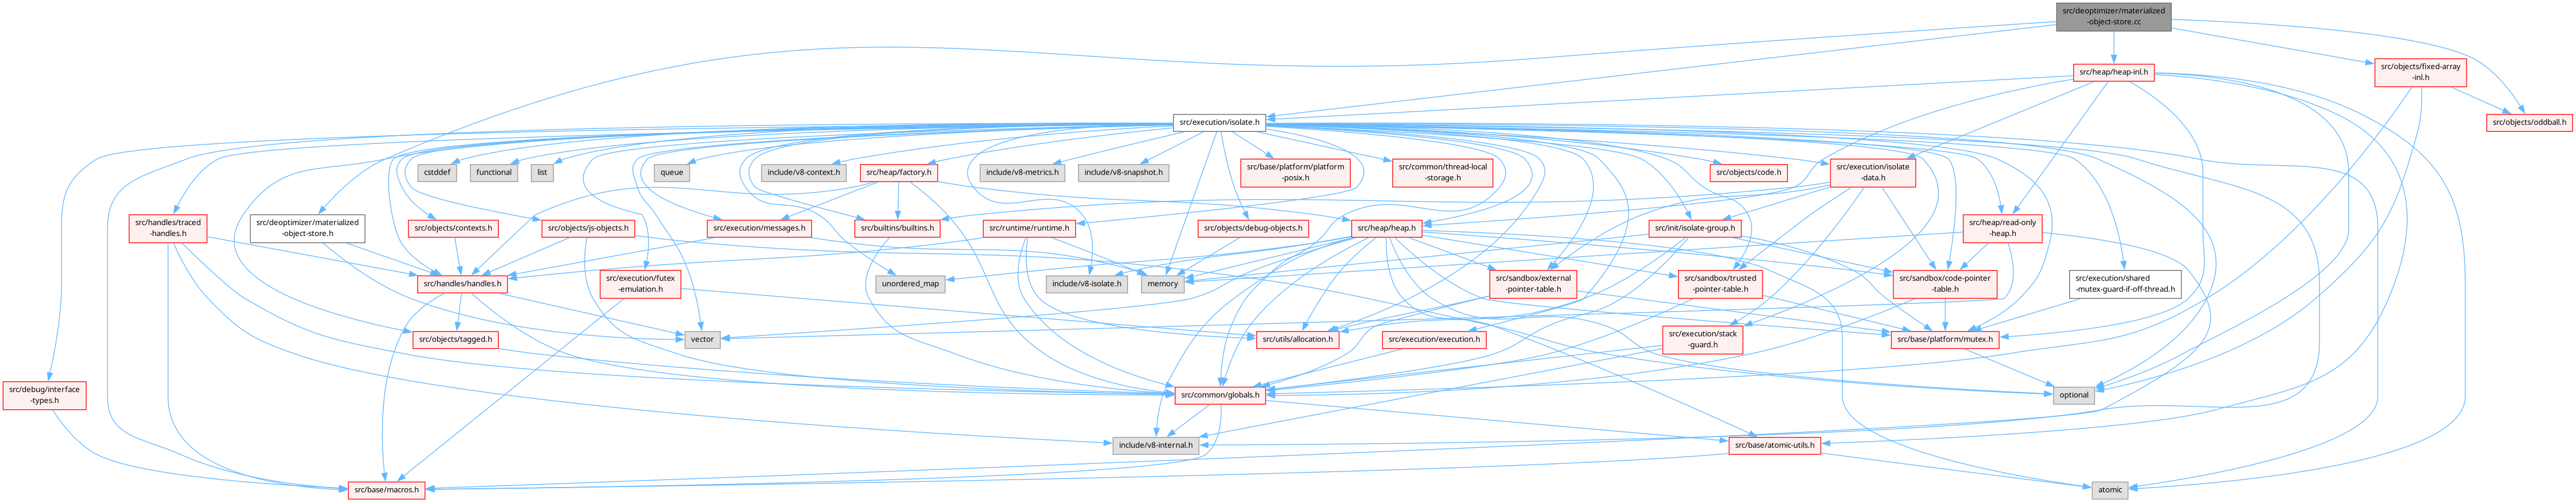 src/deoptimizer/materialized
-object-store.cc
src/heap/heap-inl.h
src/objects/fixed-array
-inl.h
src/execution/isolate.h
src/objects/oddball.h
cstddef
functional
list
queue
include/v8-context.h
src/heap/factory.h
include/v8-metrics.h
include/v8-snapshot.h
src/base/platform/platform
-posix.h
src/common/thread-local
-storage.h
src/objects/code.h
src/execution/isolate
-data.h
src/handles/traced
-handles.h
src/deoptimizer/materialized
-object-store.h
src/objects/contexts.h
src/objects/js-objects.h
src/execution/messages.h
src/builtins/builtins.h
src/runtime/runtime.h
src/objects/debug-objects.h
src/heap/heap.h
src/init/isolate-group.h
src/heap/read-only
-heap.h
src/handles/handles.h
src/execution/futex
-emulation.h
unordered_map
include/v8-isolate.h
memory
src/sandbox/external
-pointer-table.h
src/sandbox/trusted
-pointer-table.h
src/sandbox/code-pointer
-table.h
src/execution/shared
-mutex-guard-if-off-thread.h
src/objects/tagged.h
vector
src/utils/allocation.h
src/execution/execution.h
src/execution/stack
-guard.h
src/base/platform/mutex.h
src/debug/interface
-types.h
src/common/globals.h
optional
include/v8-internal.h
src/base/atomic-utils.h
src/base/macros.h
atomic